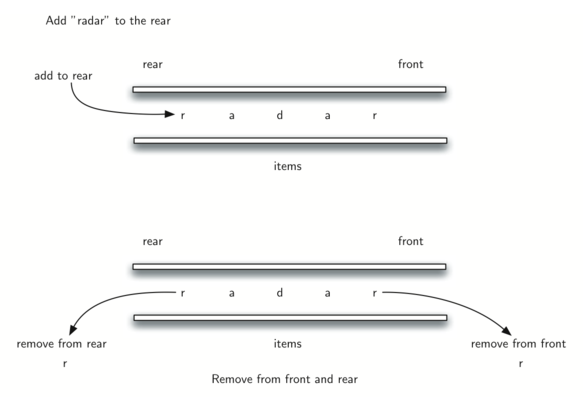 Add "radar" to the rear
rear front
add to rear
r a d a r
items
rear front
r a d a r
remove from rear items remove from front
r r
Remove from front and rear